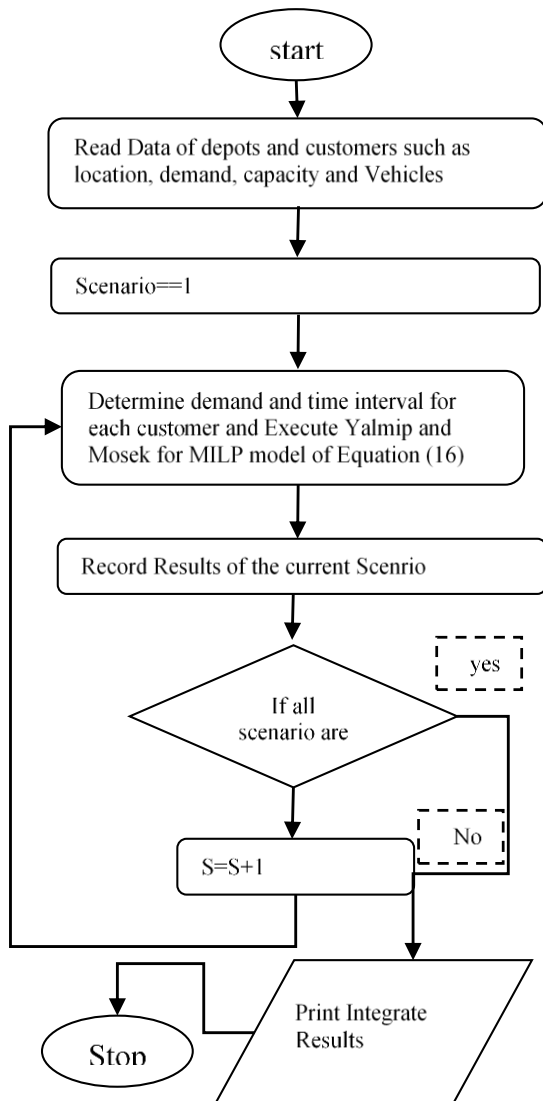 start
Read Data of depots and customers such as
location, demand, capacity and Vehicles
Scenario==1
Determine demand and time interval for
each customer and Execute Yalmip and
Mosek for MILP model of Equation (16)
Record Results of the current Scenrio
yes
If all
scenario are
No
S=S+1
Print Integrate
Results
Stop